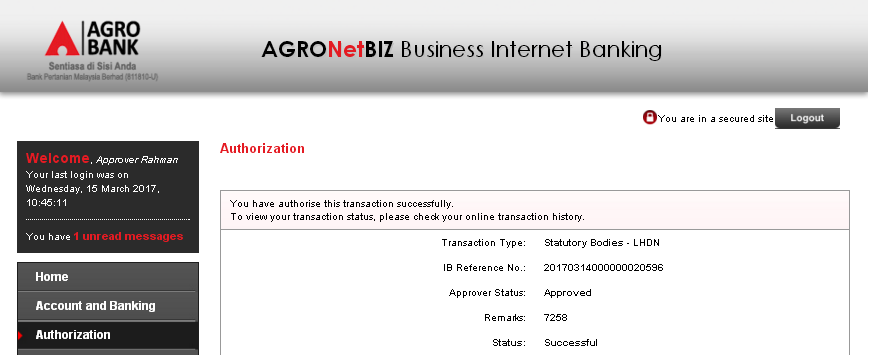 AGRO
BANK
Sentiasa di Sisi Anda
Bank Pertanian Malaysia Berhad (811810-U)
AGRONetBIZ Business Internet Banking
You are in a secured site
Logout
Welcome, Approver Rahman
Your last login was on
Wednesday, 15 March 2017,
10:45:11
You have 1 unread messages
Home
Account and Banking
Authorization
Authorization
You have authorise this transaction successfully.
To view your transaction status, please check your online transaction history.
Transaction Type: Statutory Bodies - LHDN
IB Reference No.: 20170314000000020596
Approver Status: Approved
Remarks: 7258
Status: Successful